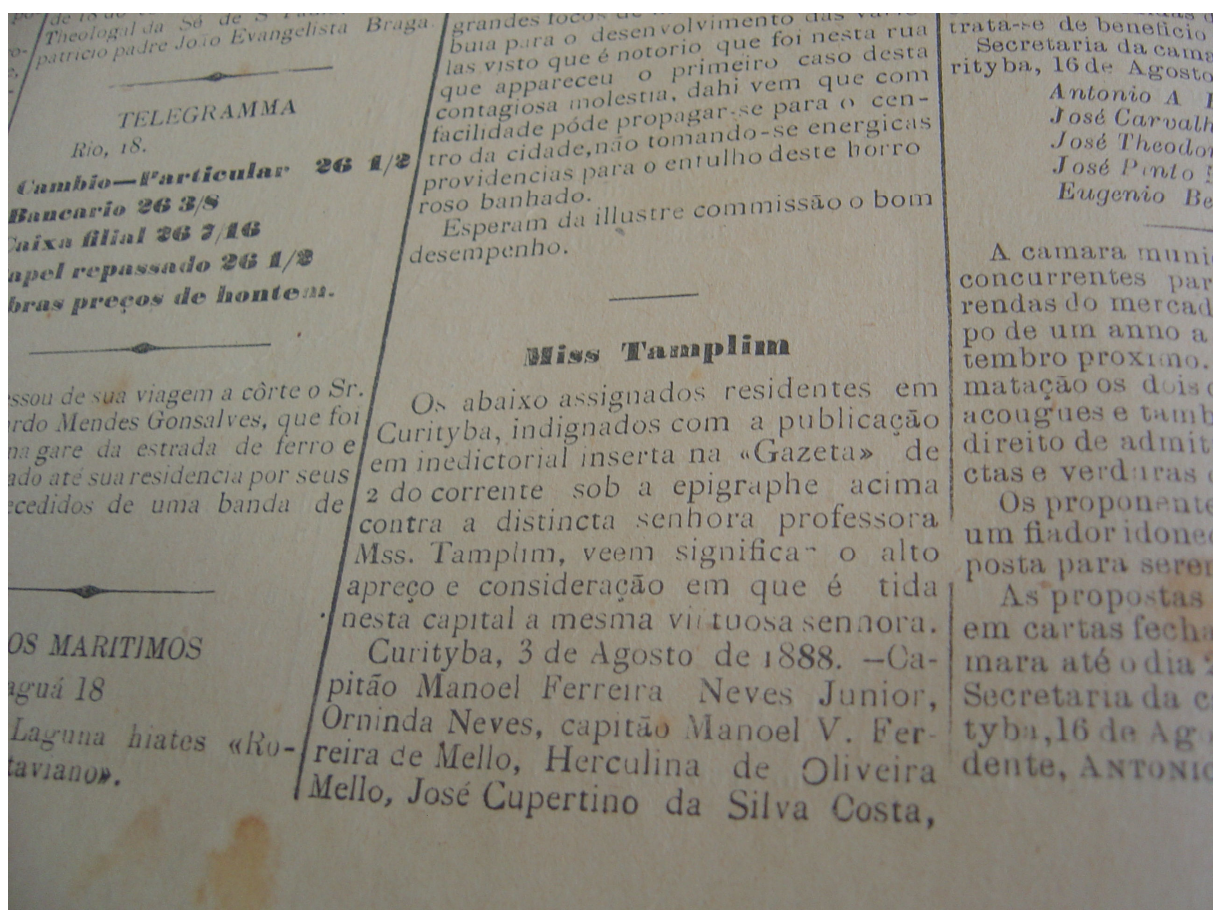 Theologal da Sé de S
patricio padre João Evangelista Braga.
TELEGRAMMA
Rio, 18.
Cambio—Particular 26 1/2
Bancario 26 3/8
Caixa filial 26 7/16
apel repassado 26 1/2
bras preços de hontem.
ssou de sua viagem a côrte o Sr.
rdo Mendes Gonsalves, que foi
na gare da estrada de ferro e
ado até sua residencia por seus
ecedidos de uma banda de
OS MARITIMOS
aguá 18
Laguna hiates «Ro-
taviano».
grandes focos de
buia para o desenvolvimento das
las visto que é notorio que foi nesta rua
que appareceu o primeiro caso desta
contagiosa molestia, dahi vem que com
facilidade póde propagar-se para o cen-
tro da cidade,não tomando-se energicas
providencias para o entulho deste horro
roso banhado.
Esperam da illustre commissão o bom
desempenho.
Miss Tamplim
Os abaixo assignados residentes em
Curityba, indignados com a publicação
em inedictorial inserta na «Gazeta» de
2 do corrente sob a epigraphe acima
contra a distincta senhora professora
Mss. Tamplim, veem significar o alto
apreço e consideração em que é tida
nesta capital a mesma virtuosa senhora.
Curityba, 3 de Agosto de 1888. —Ca-
pitão Manoel Ferreira Neves Junior,
Orninda Neves, capitão Manoel V. Fer-
reira de Mello, Herculina de Oliveira
Mello, José Cupertino da Silva Costa,
trata-se de beneficio
Secretaria da cama
rityba, 16 de Agosto
Antonio A
José Carvalh
José Theodor
José Pinto
Eugenio Be
A camara muni
concurrentes par
rendas do mercad
po de um anno a
tembro proximo.
matação os dois
acougues e tamb
direito de admit
ctas e verduras
Os proponente
um fiador idone
posta para serem
As propostas
em cartas fecha
mara até o dia 2
Secretaria da c
tyba,16 de Ag
dente, ANTONIO